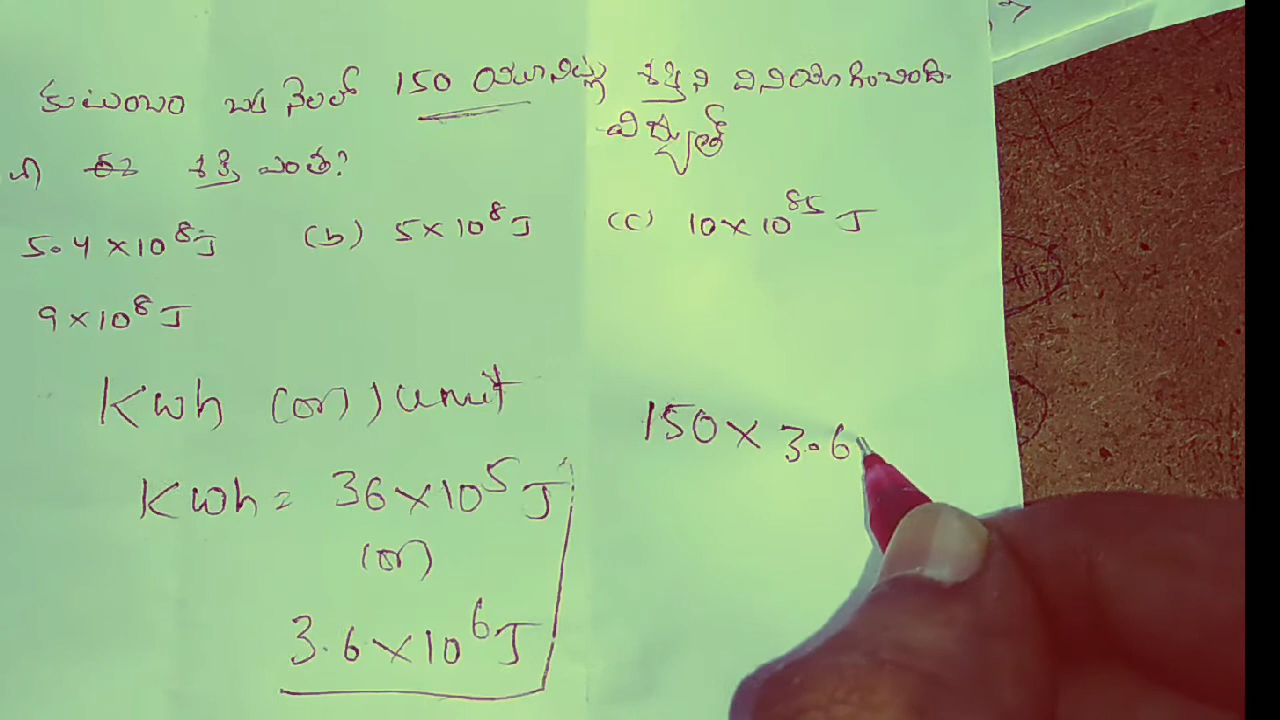 కుటుంబం ఒక నెలలో 150 యూనిట్ల శక్తిని వినియోగించింది.
విద్యుత్
ఈ శక్తి ఎంత?
5.4×10⁸J (b) 5×10⁸J (c) 10×10⁸⁵ J
9×10⁸J
Kwh (or) unit
150× 3.6
Kwh = 36×10⁵J
(or)
3.6×10⁶J